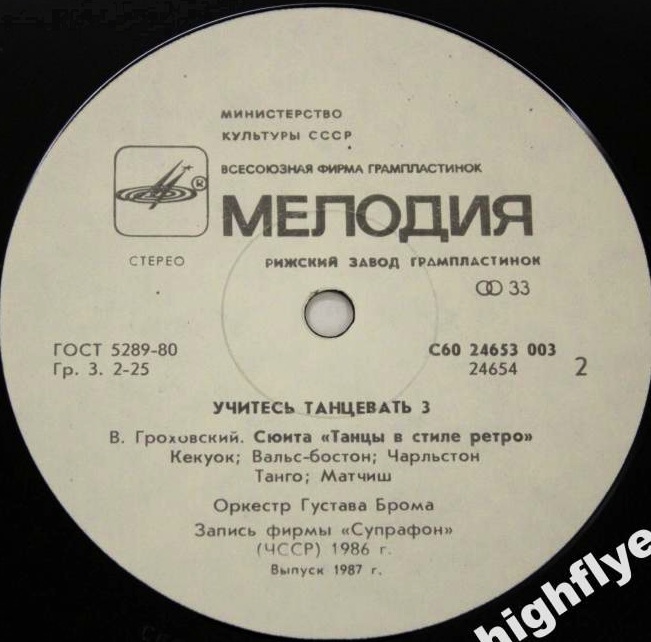 МИНИСТЕРСТВО
КУЛЬТУРЫ СССР
ВСЕСОЮЗНАЯ ФИРМА ГРАМПЛАСТИНОК
®
МЕЛОДИЯ
СТЕРЕО
РИЖСКИЙ ЗАВОД ГРАМПЛАСТИНОК
33
ГОСТ 5289-80
С60 24653 003
Гр. 3. 2-25
24654
2
УЧИТЕСЬ ТАНЦЕВАТЬ 3
В. Гроховский. Сюита «Танцы в стиле ретро»
Кекуок; Вальс-бостон; Чарльстон
Танго; Матчиш
Оркестр Густава Брома
Запись фирмы «Супрафон»
(ЧССР) 1986 г.
Выпуск 1987 г.
highflye